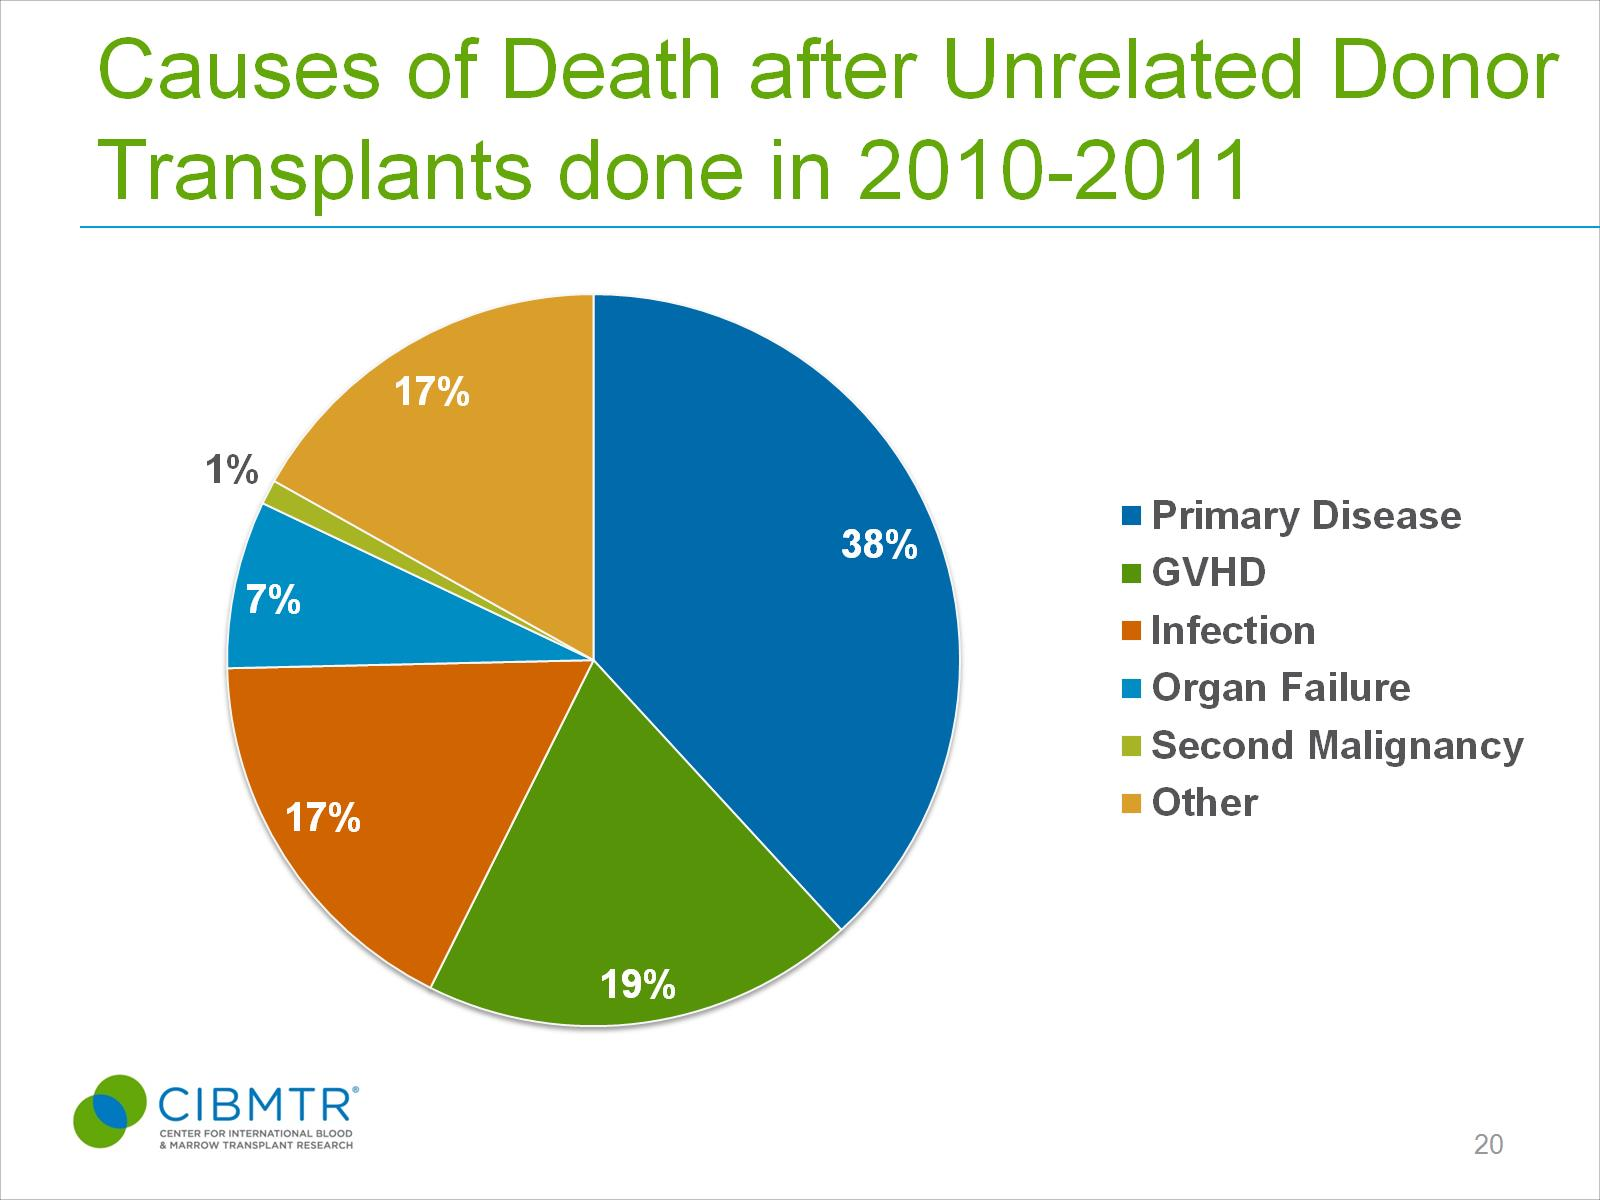 Causes of Death after Unrelated Donor
Transplants done in 2010-2011
17%
1%
38%
7%
17%
19%
Primary Disease
GVHD
Infection
Organ Failure
Second Malignancy
Other
CIBMTR®
CENTER FOR INTERNATIONAL BLOOD
& MARROW TRANSPLANT RESEARCH
20